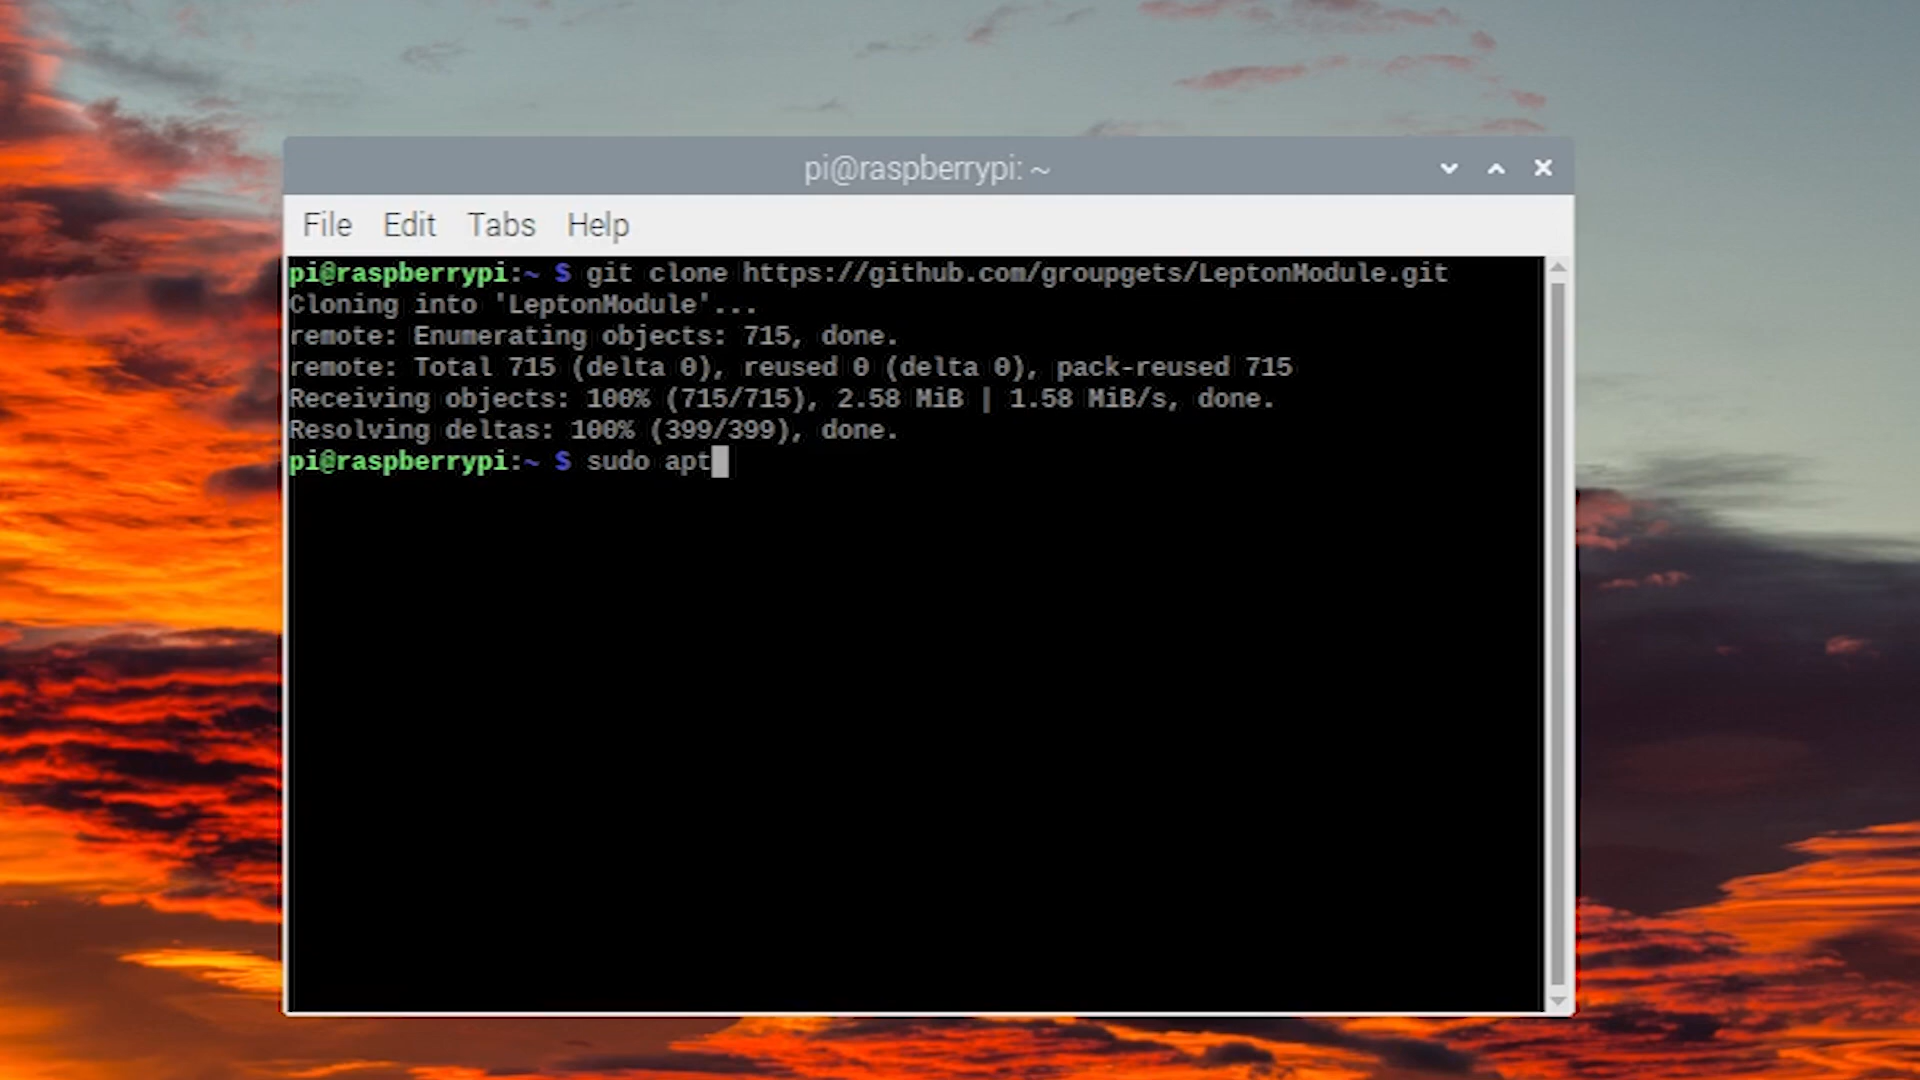 pi@raspberrypi: ~
File Edit Tabs Help
pi@raspberrypi:~ $ git clone https://github.com/groupgets/LeptonModule.git
Cloning into 'LeptonModule'...
remote: Enumerating objects: 715, done.
remote: Total 715 (delta 0), reused 0 (delta 0), pack-reused 715
Receiving objects: 100% (715/715), 2.58 MiB | 1.58 MiB/s, done.
Resolving deltas: 100% (399/399), done.
pi@raspberrypi:~ $ sudo apt